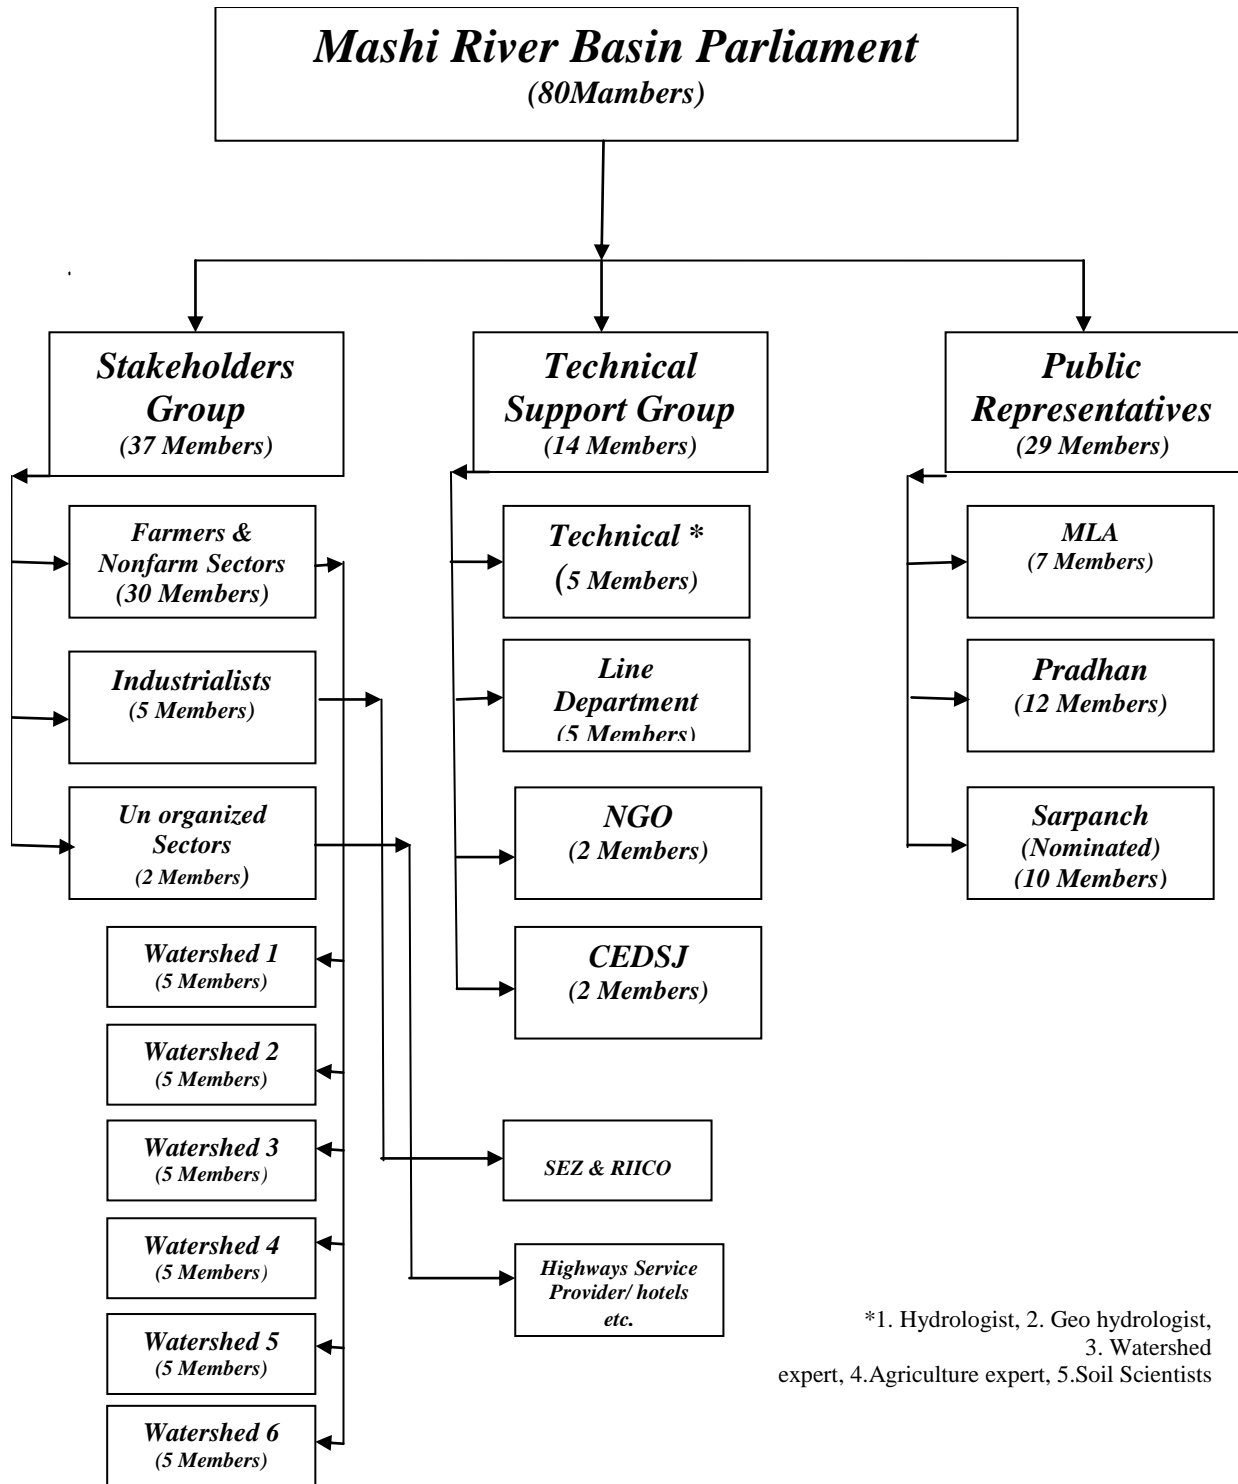 Mashi River Basin Parliament
(80Mambers)
Stakeholders
Group
(37 Members)
Technical
Support Group
(14 Members)
Public
Representatives
(29 Members)
Farmers &
Nonfarm Sectors
(30 Members)
Technical *
(5 Members)
MLA
(7 Members)
Industrialists
(5 Members)
Line
Department
(5 Members)
Pradhan
(12 Members)
Un organized
Sectors
(2 Members)
NGO
(2 Members)
Sarpanch
(Nominated)
(10 Members)
Watershed 1
(5 Members)
CEDSJ
(2 Members)
Watershed 2
(5 Members)
Watershed 3
(5 Members)
SEZ & RIICO
Watershed 4
(5 Members)
Highways Service
Provider/ hotels
etc.
Watershed 5
(5 Members)
Watershed 6
(5 Members)
*1. Hydrologist, 2. Geo hydrologist,
3. Watershed
expert, 4.Agriculture expert, 5.Soil Scientists